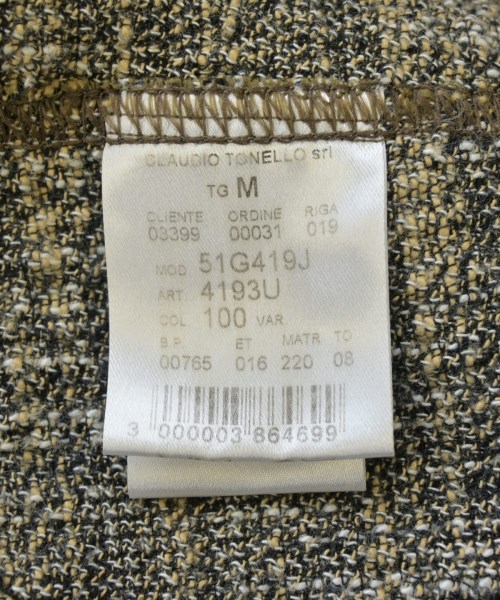 CLAUDIO TONELLO srl
TG M
CLIENTE ORDINE RIGA
03399 00031 019
MOD. 51G419J
ART. 4193U
COL. 100 VAR.
B.P. ET MATR TO
00765 016 220 08
3 000003 864699